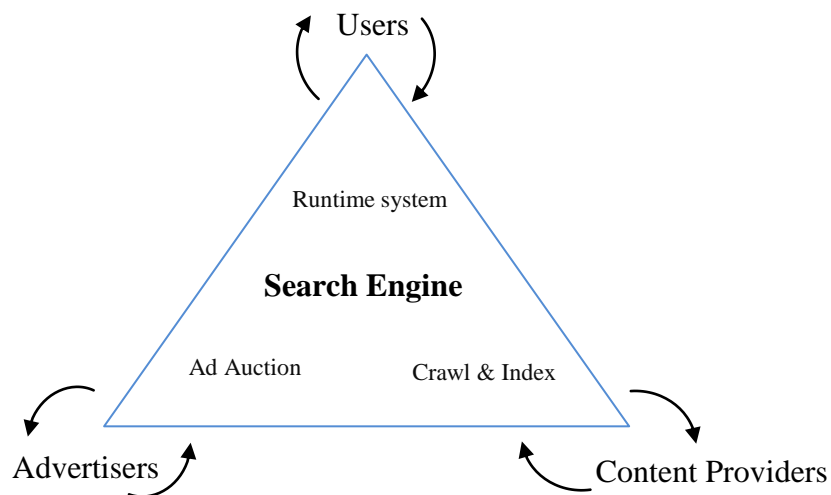 Users
Runtime system
Search Engine
Ad Auction
Crawl & Index
Advertisers
Content Providers